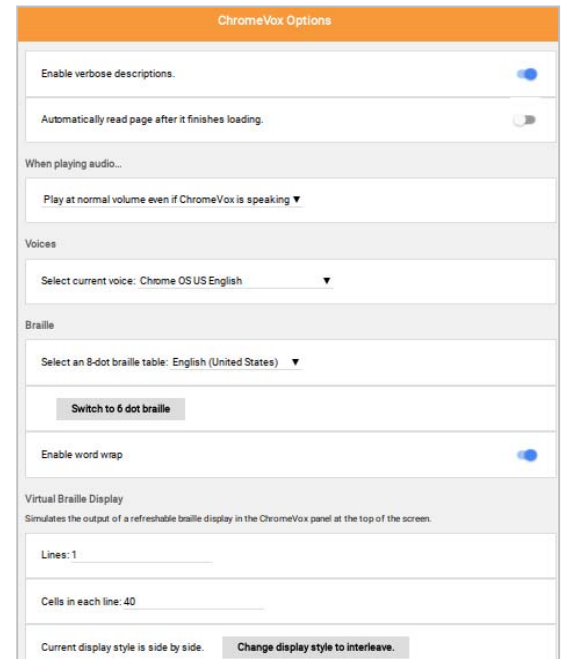 ChromeVox Options
Enable verbose descriptions.
Automatically read page after it finishes loading.
When playing audio...
Play at normal volume even if ChromeVox is speaking ▼
Voices
Select current voice: Chrome OS US English ▼
Braille
Select an 8-dot braille table: English (United States) ▼
Switch to 6 dot braille
Enable word wrap
Virtual Braille Display
Simulates the output of a refreshable braille display in the ChromeVox panel at the top of the screen.
Lines: 1
Cells in each line: 40
Current display style is side by side. Change display style to interleave.